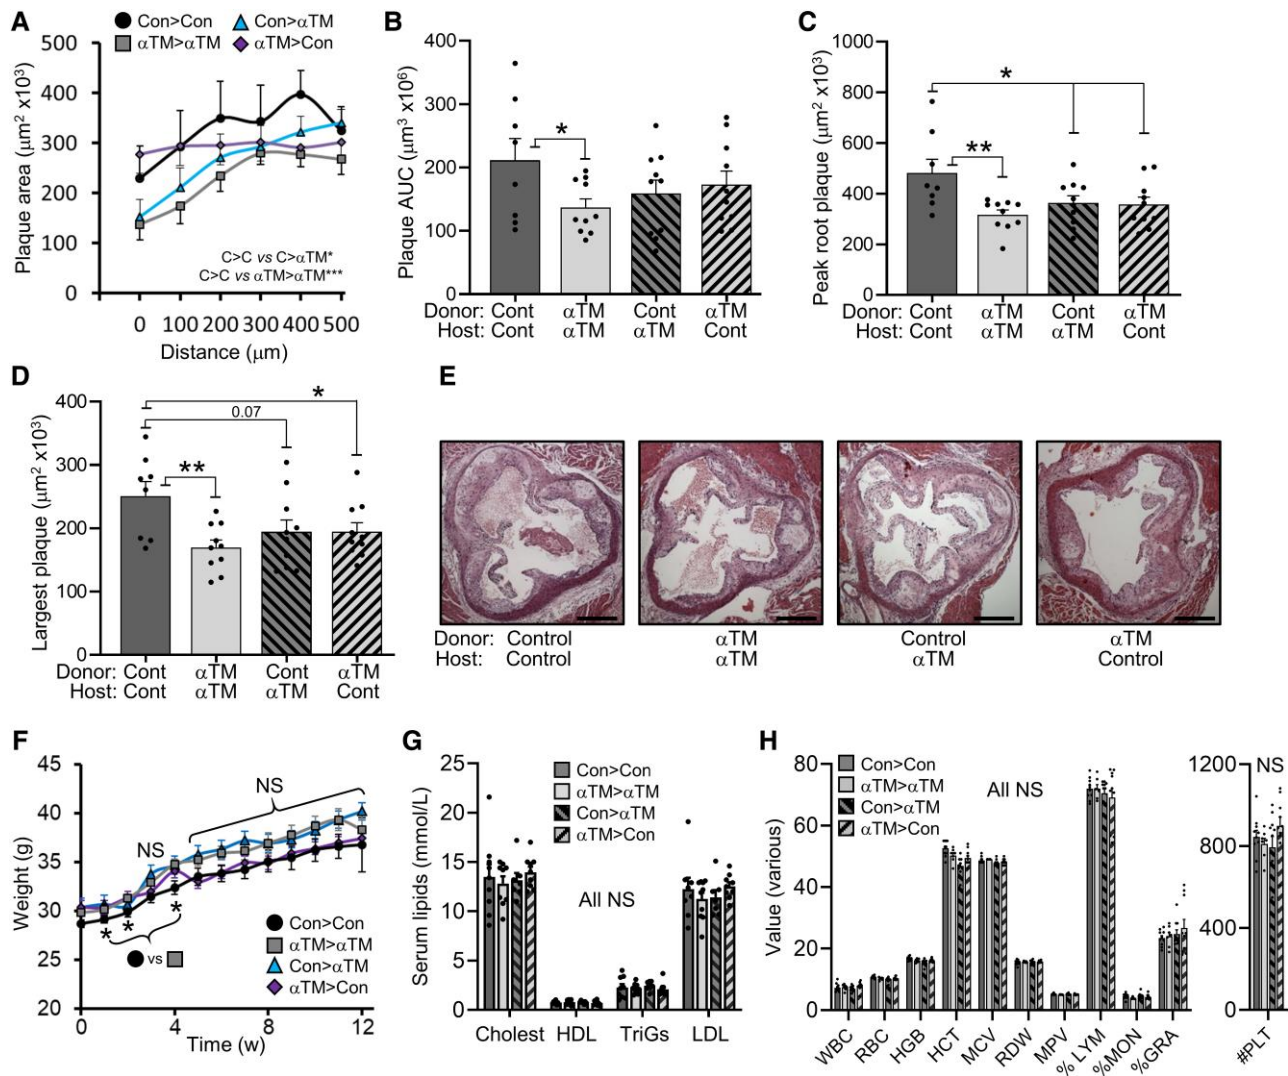 A
Con>Con
Con>αTM
αTM>αTM
αTM>Con
Plaque area (μm² x10³)
500
400
300
200
100
0
C>C vs C>αTM*
C>C vs αTM>αTM***
0 100 200 300 400 500
Distance (μm)
B
Plaque AUC (μm³ x10⁶)
400
300
200
100
0
*
Donor: Cont αTM Cont αTM
Host: Cont αTM αTM Cont
C
Peak root plaque (μm² x10³)
1000
800
600
400
200
0
*
**
Donor: Cont αTM Cont αTM
Host: Cont αTM αTM Cont
D
Largest plaque (μm² x10³)
400
300
200
100
0
*
0.07
**
Donor: Cont αTM Cont αTM
Host: Cont αTM αTM Cont
E
Donor: Control αTM Control αTM
Host: Control αTM αTM Control
F
Weight (g)
45
40
35
30
25
20
NS
NS
* * *
vs
Con>Con
αTM>αTM
Con>αTM
αTM>Con
0 4 8 12
Time (w)
G
Serum lipids (mmol/L)
25
20
15
10
5
0
Con>Con
αTM>αTM
Con>αTM
αTM>Con
All NS
Cholest HDL TriGs LDL
H
Value (various)
80
60
40
20
0
Con>Con
αTM>αTM
Con>αTM
αTM>Con
All NS
WBC RBC HGB HCT MCV RDW MPV % LYM %MON %GRA
1200
800
400
0
NS
#PLT